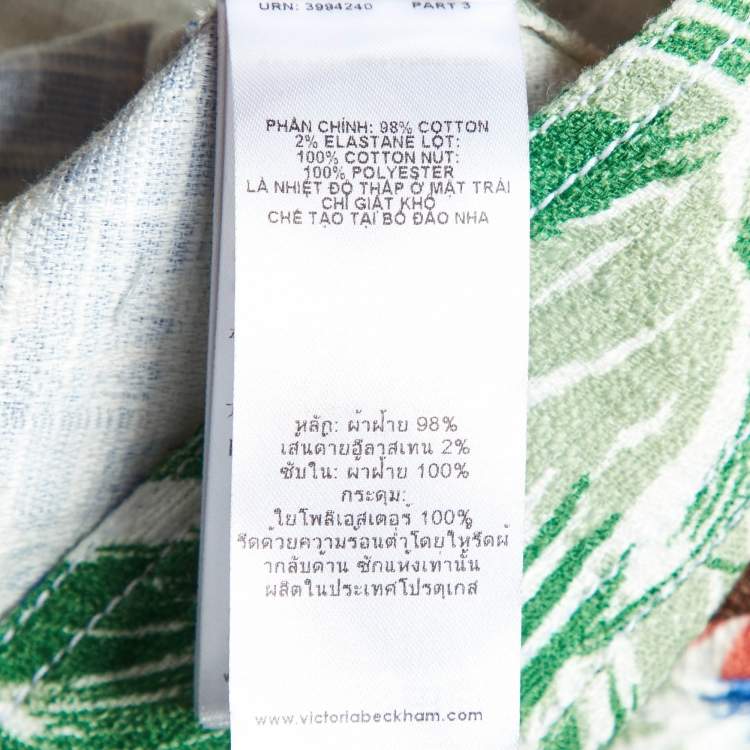 URN: 3994240 PART 3
PHẦN CHÍNH: 98% COTTON
2% ELASTANE LÓT:
100% COTTON NÚT:
100% POLYESTER
LÀ NHIỆT ĐỘ THẤP Ở MẶT TRÁI
CHỈ GIẶT KHÔ
CHẾ TẠO TẠI BỒ ĐÀO NHA
หลัก: ผ้าฝ้าย 98%
เส้นด้ายอีลาสเทน 2%
ซับใน: ผ้าฝ้าย 100%
กระดุม:
ใยโพลีเอสเตอร์ 100%
รีดด้วยความร้อนต่ำโดยให้รีดผ้
ากลับด้าน ซักแห้งเท่านั้น
ผลิตในประเทศโปรตุเกส
www.victoriabeckham.com